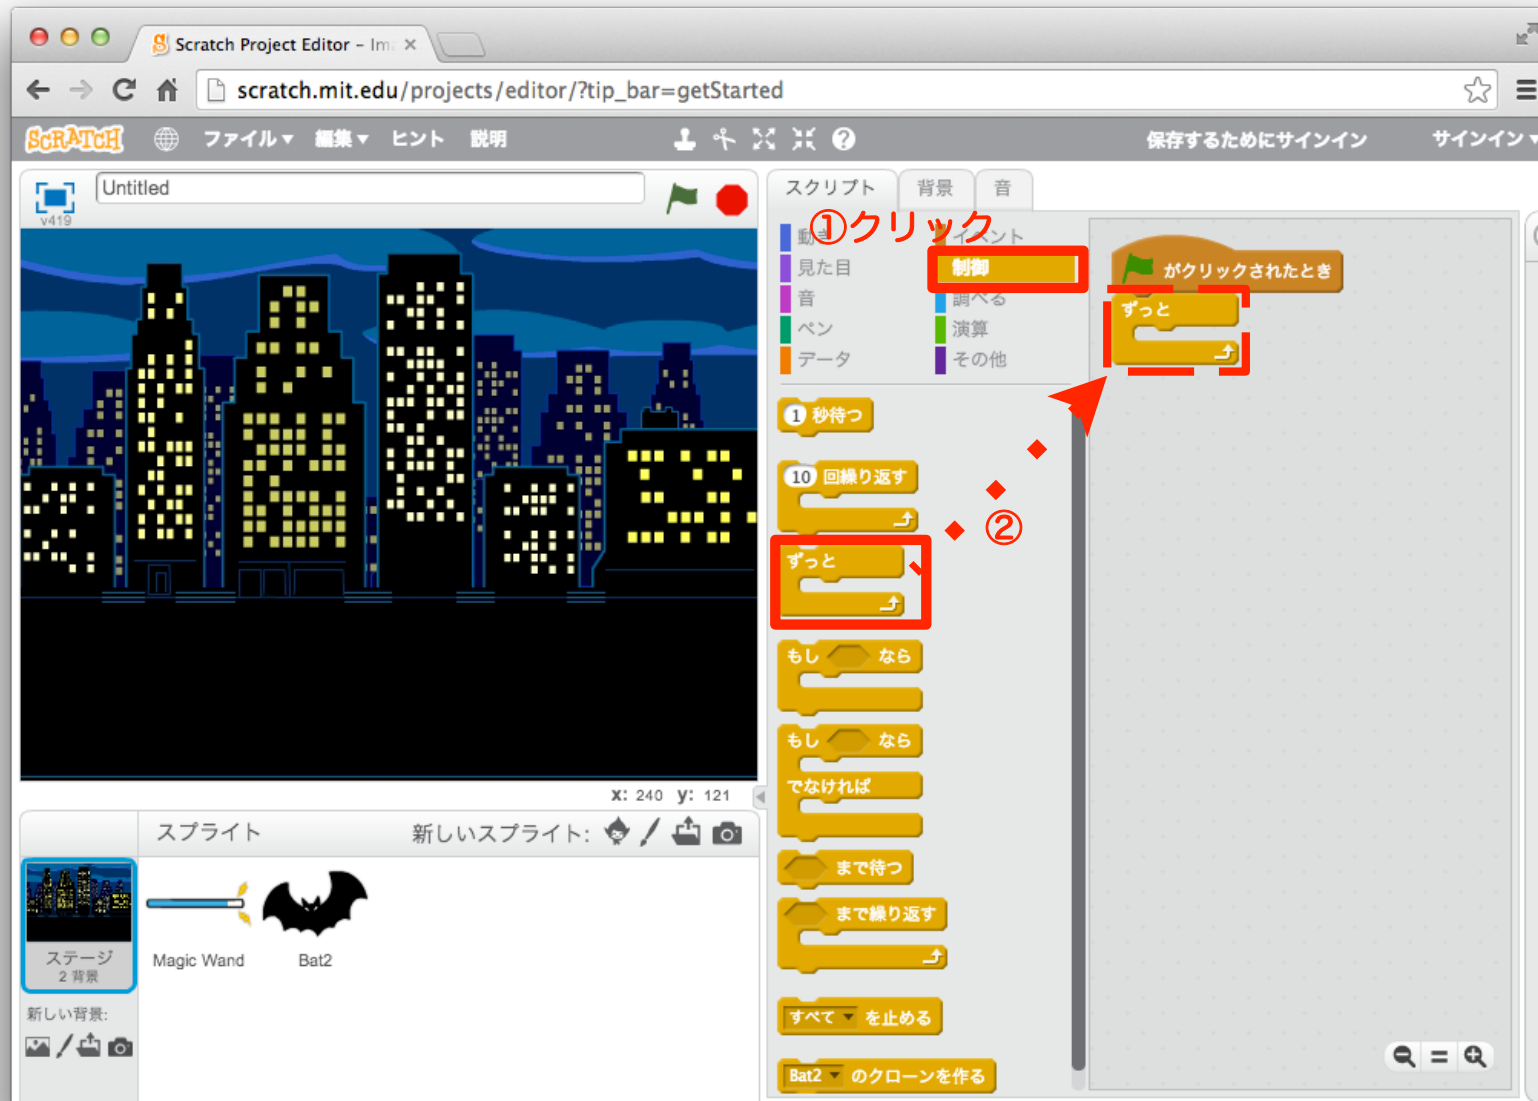 Scratch Project Editor – Im
scratch.mit.edu/projects/editor/?tip_bar=getStarted
SCRATCH
ファイル▼
編集▼
ヒント
説明
保存するためにサインイン
サインイン▼
v419
Untitled
スクリプト
背景
音
①クリック
動き
イベント
見た目
制御
音
調べる
ペン
演算
データ
その他
がクリックされたとき
ずっと
1 秒待つ
10 回繰り返す
②
ずっと
もし なら
もし なら
でなければ
まで待つ
まで繰り返す
すべて▼ を止める
Bat2▼ のクローンを作る
x: 240 y: 121
スプライト
新しいスプライト:
ステージ
2 背景
Magic Wand
Bat2
新しい背景: